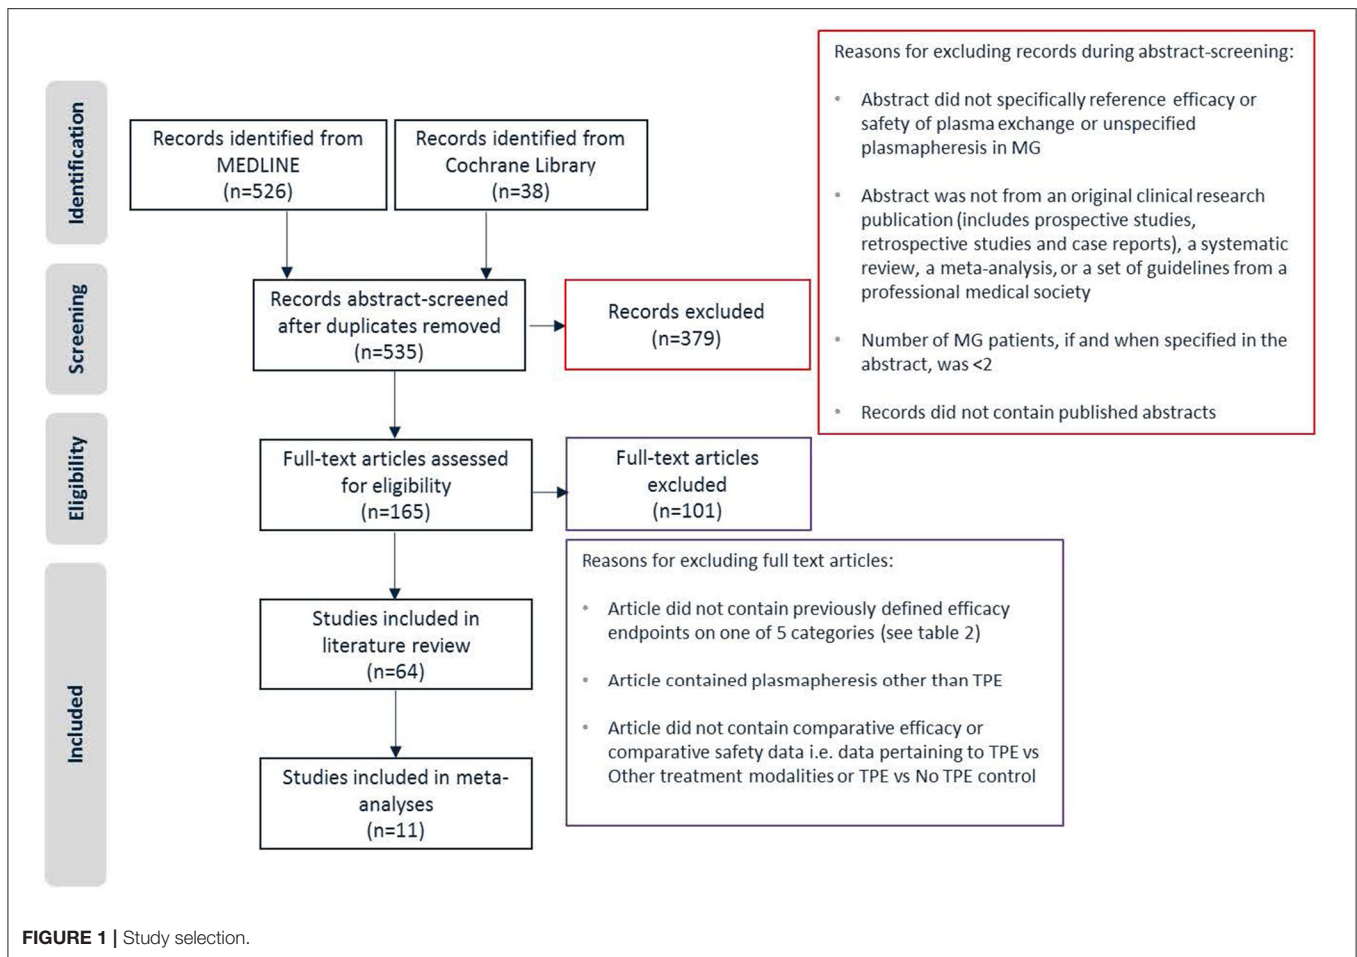 Identification
Records identified from
MEDLINE
(n=526)
Records identified from
Cochrane Library
(n=38)
Reasons for excluding records during abstract-screening:
• Abstract did not specifically reference efficacy or
safety of plasma exchange or unspecified
plasmapheresis in MG
• Abstract was not from an original clinical research
publication (includes prospective studies,
retrospective studies and case reports), a systematic
review, a meta-analysis, or a set of guidelines from a
professional medical society
• Number of MG patients, if and when specified in the
abstract, was <2
• Records did not contain published abstracts
Screening
Records abstract-screened
after duplicates removed
(n=535)
Records excluded
(n=379)
Eligibility
Full-text articles assessed
for eligibility
(n=165)
Full-text articles
excluded
(n=101)
Included
Studies included in
literature review
(n=64)
Reasons for excluding full text articles:
• Article did not contain previously defined efficacy
endpoints on one of 5 categories (see table 2)
• Article contained plasmapheresis other than TPE
• Article did not contain comparative efficacy or
comparative safety data i.e. data pertaining to TPE vs
Other treatment modalities or TPE vs No TPE control
Studies included in meta-
analyses
(n=11)
FIGURE 1 | Study selection.